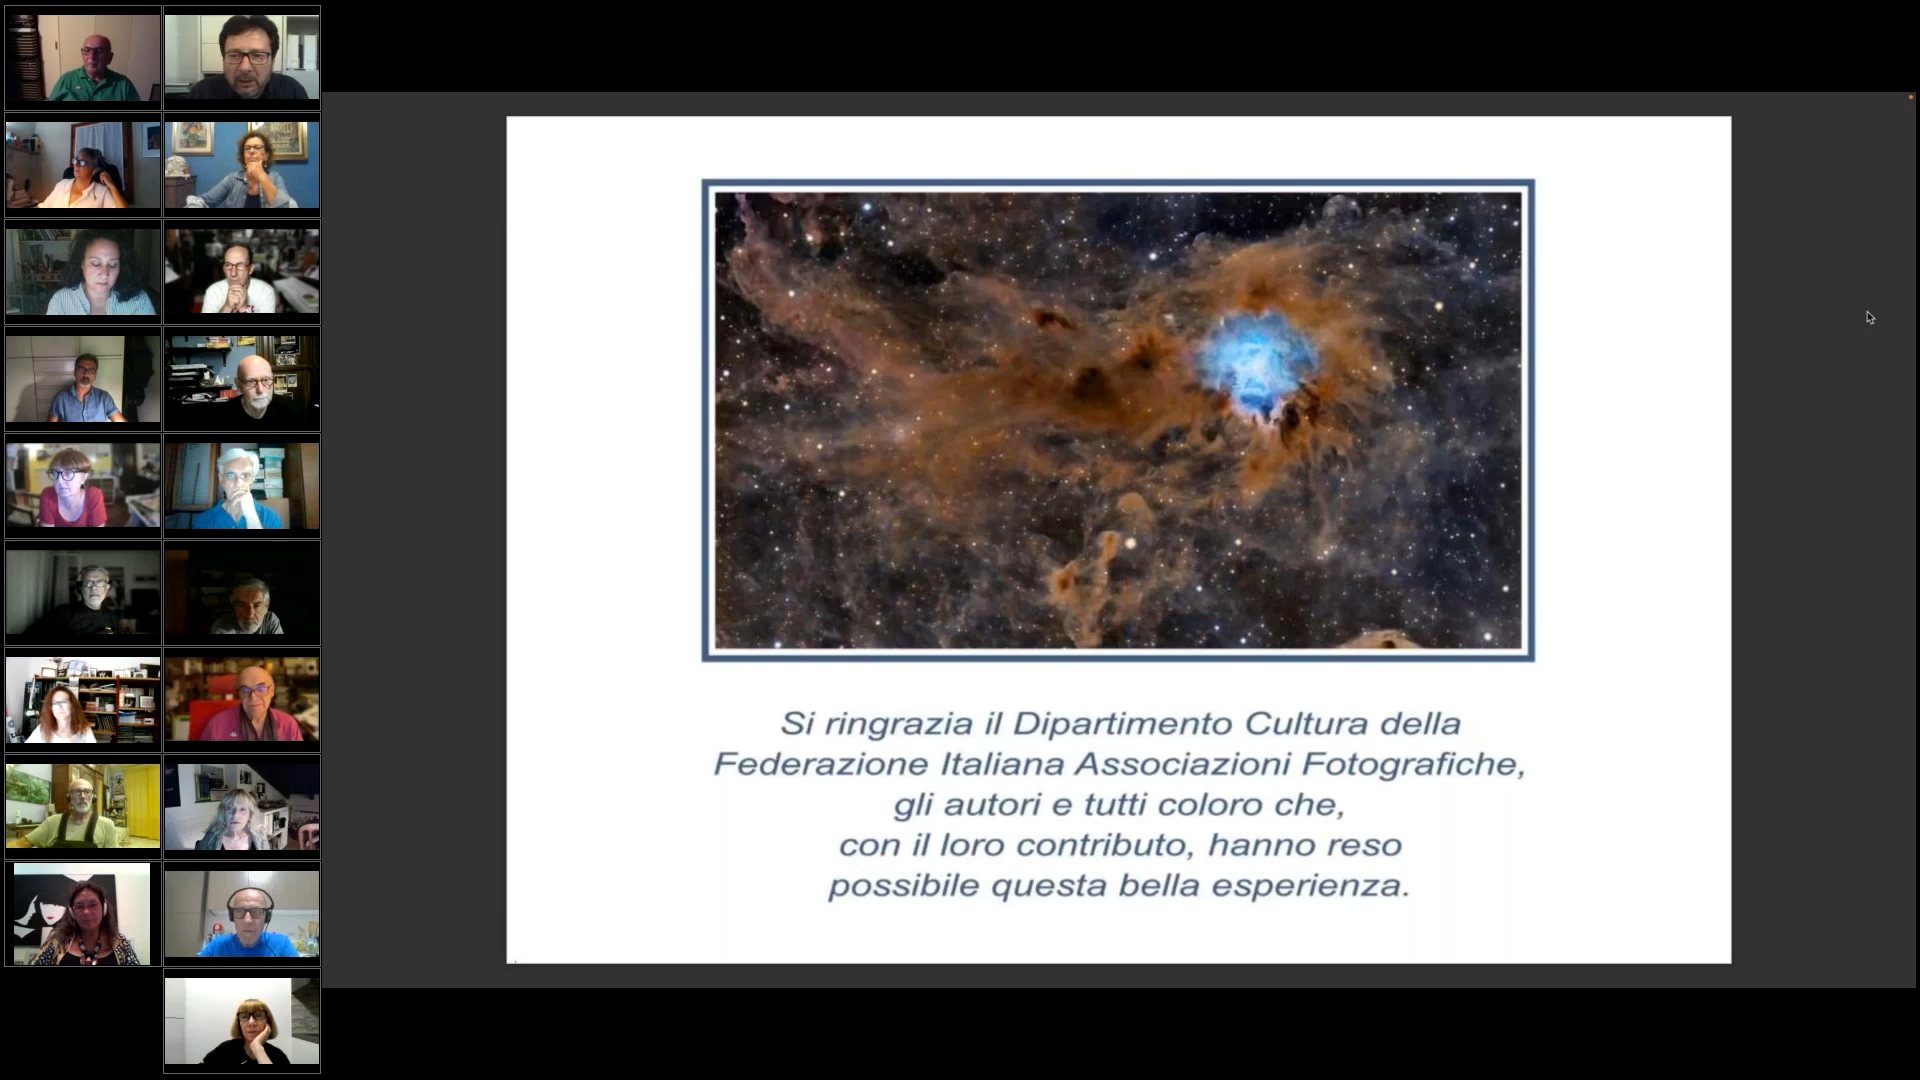 Si ringrazia il Dipartimento Cultura della
Federazione Italiana Associazioni Fotografiche,
gli autori e tutti coloro che,
con il loro contributo, hanno reso
possibile questa bella esperienza.